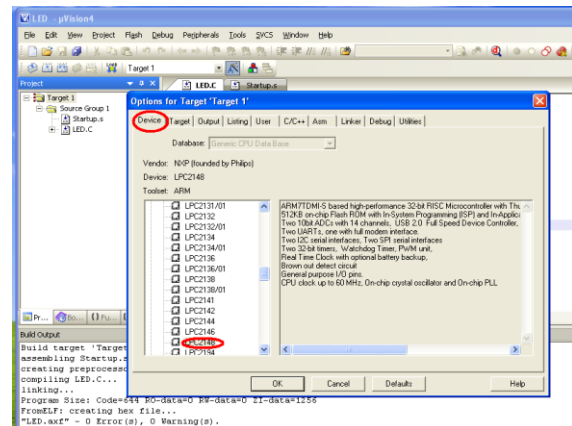 LED - µVision4
File Edit View Project Flash Debug Peripherals Tools SVCS Window Help
Target 1
Project
LED.C Startup.s
Target 1
Source Group 1
Startup.s
LED.C
Options for Target 'Target 1'
Device Target Output Listing User C/C++ Asm Linker Debug Utilities
Database: Generic CPU Data Base
Vendor: NXP (founded by Philips)
Device: LPC2148
Toolset: ARM
LPC2131/01
LPC2132
LPC2132/01
LPC2134
LPC2134/01
LPC2136
LPC2136/01
LPC2138
LPC2138/01
LPC2141
LPC2142
LPC2144
LPC2146
LPC2148
LPC2194
ARM7TDMI-S based high-performance 32-bit RISC Microcontroller with Thu
512KB on-chip Flash ROM with In-System Programming (ISP) and In-Applica
Two 10bit ADCs with 14 channels, USB 2.0 Full Speed Device Controller,
Two UARTs, one with full modem interface.
Two I2C serial interfaces, Two SPI serial interfaces
Two 32-bit timers, Watchdog Timer, PWM unit,
Real Time Clock with optional battery backup,
Brown out detect circuit
General purpose I/O pins.
CPU clock up to 60 MHz, On-chip crystal oscillator and On-chip PLL
OK Cancel Defaults Help
Pr... Bo... {} Fu...
Build Output
Build target 'Target
assembling Startup.s
creating preprocesso
compiling LED.C...
linking...
Program Size: Code=644 RO-data=0 RW-data=0 ZI-data=1256
FromELF: creating hex file...
"LED.axf" - 0 Error(s), 0 Warning(s).